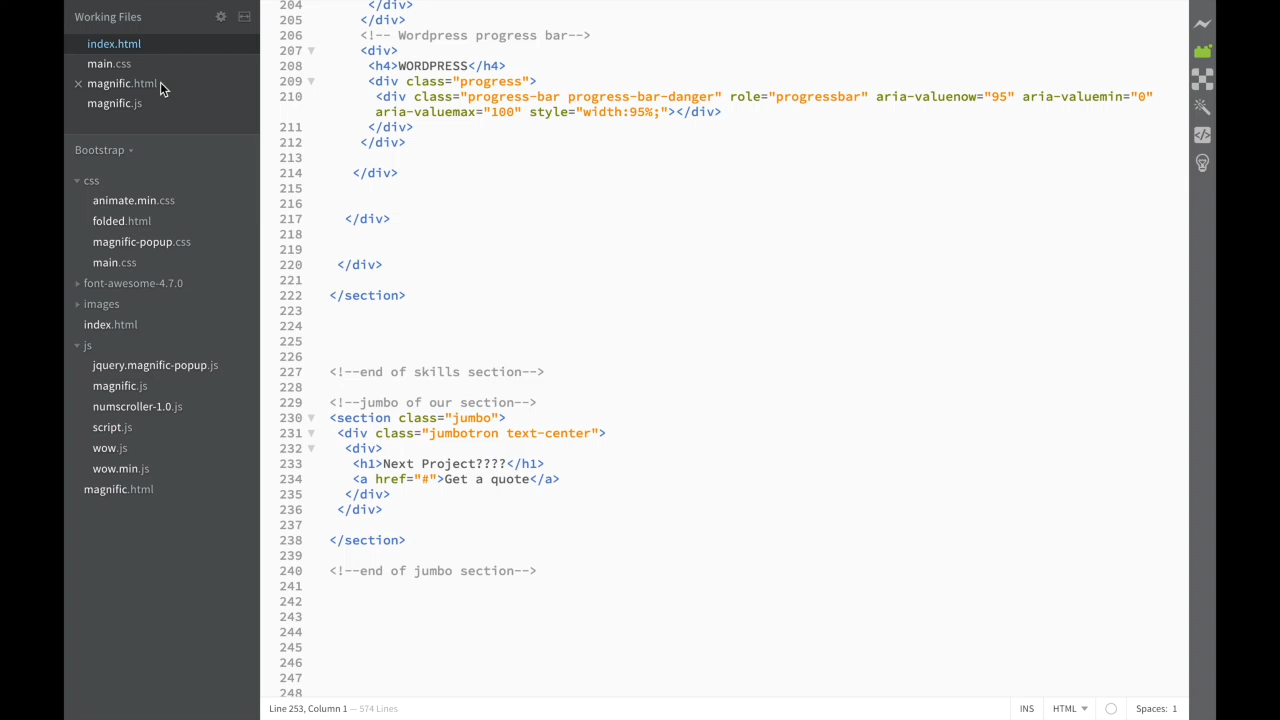 Working Files
index.html
main.css
magnific.html
magnific.js
Bootstrap
css
animate.min.css
folded.html
magnific-popup.css
main.css
font-awesome-4.7.0
images
index.html
js
jquery.magnific-popup.js
magnific.js
numscroller-1.0.js
script.js
wow.js
wow.min.js
magnific.html
204 </div>
205 </div>
206 <!-- Wordpress progress bar-->
207 <div>
208 <h4>WORDPRESS</h4>
209 <div class="progress">
210 <div class="progress-bar progress-bar-danger" role="progressbar" aria-valuenow="95" aria-valuemin="0"
aria-valuemax="100" style="width:95%;"></div>
211 </div>
212 </div>
213
214 </div>
215
216
217 </div>
218
219
220 </div>
221
222 </section>
223
224
225
226
227 <!--end of skills section-->
228
229 <!--jumbo of our section-->
230 <section class="jumbo">
231 <div class="jumbotron text-center">
232 <div>
233 <h1>Next Project????</h1>
234 <a href="#">Get a quote</a>
235 </div>
236 </div>
237
238 </section>
239
240 <!--end of jumbo section-->
241
242
243
244
245
246
247
248
Line 253, Column 1 — 574 Lines
INS
HTML
Spaces: 1